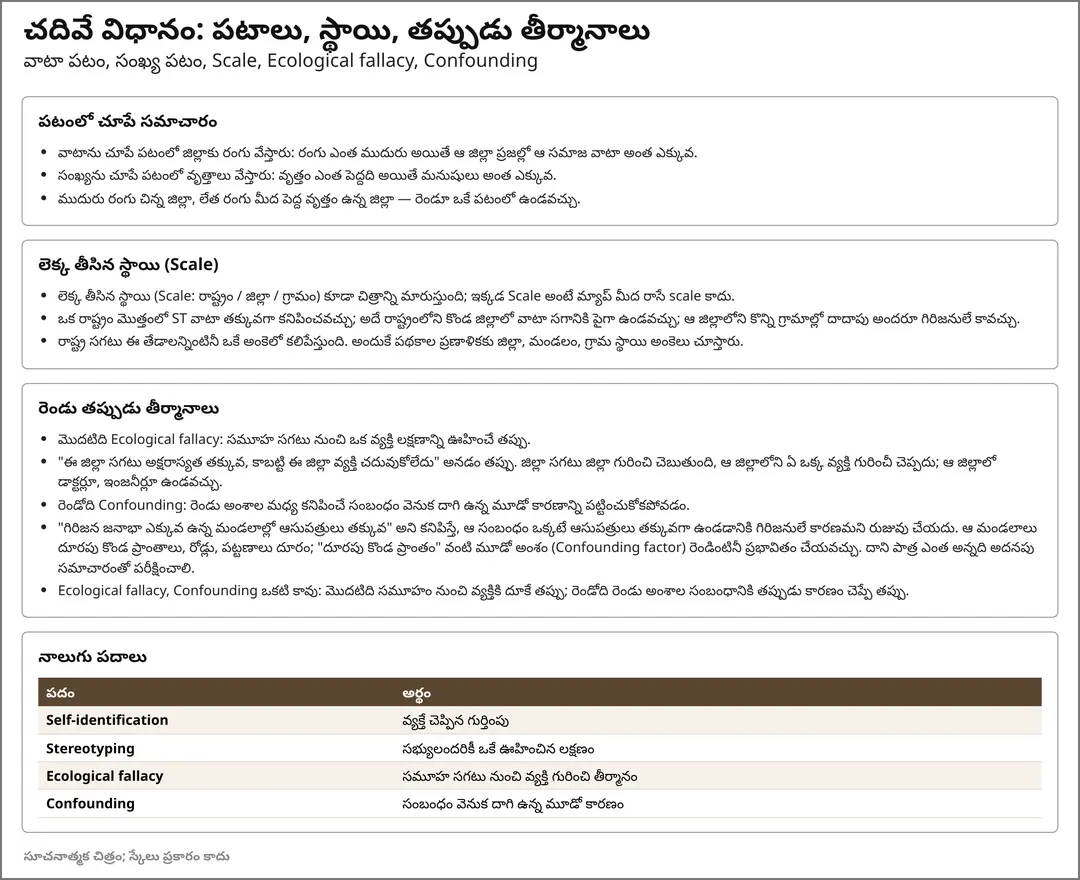 చదివే విధానం: పటాలు, స్థాయి, తప్పుడు తీర్మానాలు
వాటా పటం, సంఖ్య పటం, Scale, Ecological fallacy, Confounding
పటంలో చూపే సమాచారం
• వాటాను చూపే పటంలో జిల్లాకు రంగు వేస్తారు: రంగు ఎంత ముదురు అయితే ఆ జిల్లా ప్రజల్లో ఆ సమాజ వాటా అంత ఎక్కువ.
• సంఖ్యను చూపే పటంలో వృత్తాలు వేస్తారు: వృత్తం ఎంత పెద్దది అయితే మనుషులు అంత ఎక్కువ.
• ముదురు రంగు చిన్న జిల్లా, లేత రంగు మీద పెద్ద వృత్తం ఉన్న జిల్లా — రెండూ ఒకే పటంలో ఉండవచ్చు.
లెక్క తీసిన స్థాయి (Scale)
• లెక్క తీసిన స్థాయి (Scale: రాష్ట్రం / జిల్లా / గ్రామం) కూడా చిత్రాన్ని మారుస్తుంది; ఇక్కడ Scale అంటే మ్యాప్ మీద రాసే scale కాదు.
• ఒక రాష్ట్రం మొత్తంలో ST వాటా తక్కువగా కనిపించవచ్చు; అదే రాష్ట్రంలోని కొండ జిల్లాలో వాటా సగానికి పైగా ఉండవచ్చు; ఆ జిల్లాలోని కొన్ని గ్రామాల్లో దాదాపు అందరూ గిరిజనులే కావచ్చు.
• రాష్ట్ర సగటు ఈ తేడాలన్నింటినీ ఒకే అంకెలో కలిపేస్తుంది. అందుకే పథకాల ప్రణాళికకు జిల్లా, మండలం, గ్రామ స్థాయి అంకెలు చూస్తారు.
రెండు తప్పుడు తీర్మానాలు
• మొదటిది Ecological fallacy: సమూహ సగటు నుంచి ఒక వ్యక్తి లక్షణాన్ని ఊహించే తప్పు.
• "ఈ జిల్లా సగటు అక్షరాస్యత తక్కువ, కాబట్టి ఈ జిల్లా వ్యక్తి చదువుకోలేదు" అనడం తప్పు. జిల్లా సగటు జిల్లా గురించి చెబుతుంది, ఆ జిల్లాలోని ఏ ఒక్క వ్యక్తి గురించీ చెప్పదు; ఆ జిల్లాలో
డాక్టర్లూ, ఇంజనీర్లూ ఉండవచ్చు.
• రెండోది Confounding: రెండు అంశాల మధ్య కనిపించే సంబంధం వెనుక దాగి ఉన్న మూడో కారణాన్ని పట్టించుకోకపోవడం.
• "గిరిజన జనాభా ఎక్కువ ఉన్న మండలాల్లో ఆసుపత్రులు తక్కువ" అని కనిపిస్తే, ఆ సంబంధం ఒక్కటే ఆసుపత్రులు తక్కువగా ఉండడానికి గిరిజనులే కారణమని రుజువు చేయదు. ఆ మండలాలు
దూరపు కొండ ప్రాంతాలు, రోడ్లు, పట్టణాలు దూరం; "దూరపు కొండ ప్రాంతం" వంటి మూడో అంశం (Confounding factor) రెండింటినీ ప్రభావితం చేయవచ్చు. దాని పాత్ర ఎంత అన్నది అదనపు
సమాచారంతో పరీక్షించాలి.
• Ecological fallacy, Confounding ఒకటి కావు: మొదటిది సమూహం నుంచి వ్యక్తికి దూకే తప్పు; రెండోది రెండు అంశాల సంబంధానికి తప్పుడు కారణం చెప్పే తప్పు.
నాలుగు పదాలు
పదం అర్థం
Self-identification వ్యక్తే చెప్పిన గుర్తింపు
Stereotyping సభ్యులందరికీ ఒకే ఊహించిన లక్షణం
Ecological fallacy సమూహ సగటు నుంచి వ్యక్తి గురించి తీర్మానం
Confounding సంబంధం వెనుక దాగి ఉన్న మూడో కారణం
సూచనాత్మక చిత్రం; స్కేలు ప్రకారం కాదు